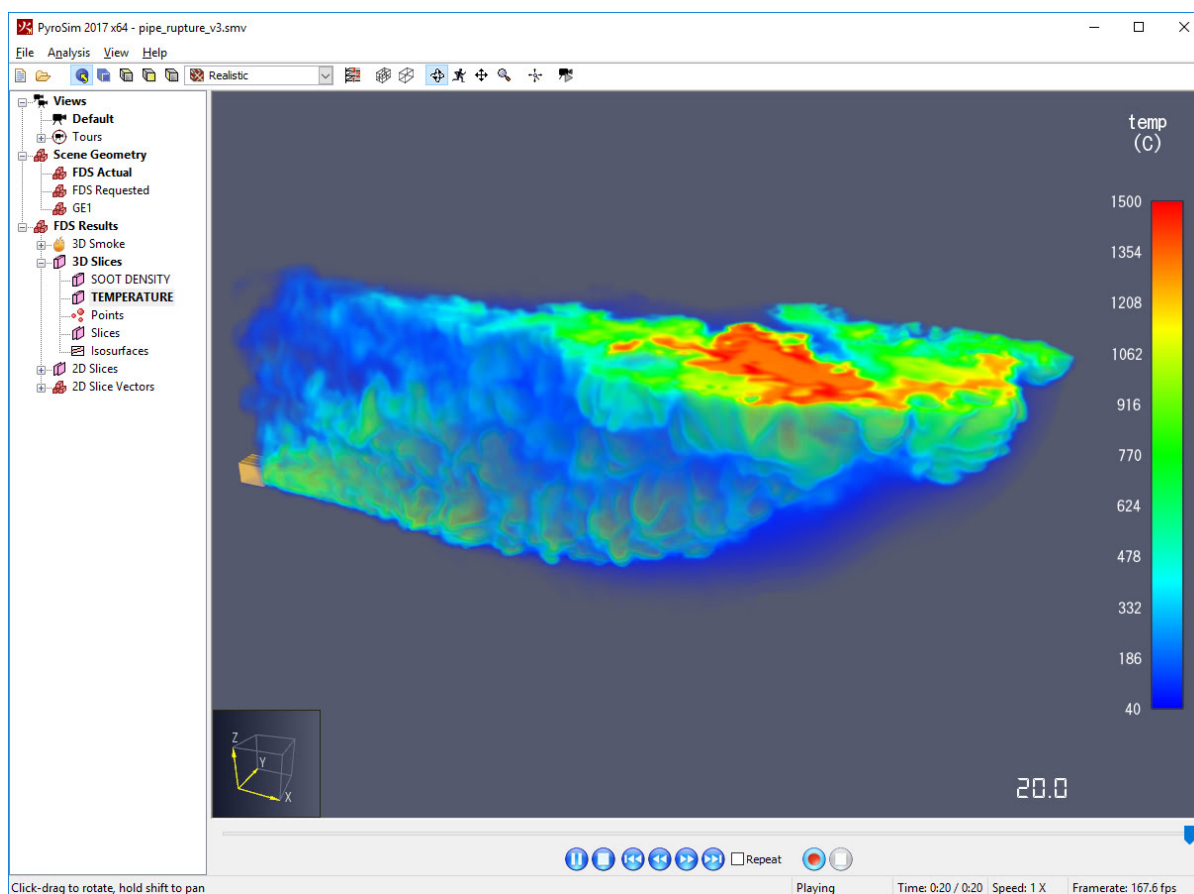 PyroSim 2017 x64 - pipe_rupture_v3.smv
File Analysis View Help
Realistic
Views
Default
Tours
Scene Geometry
FDS Actual
FDS Requested
GE1
FDS Results
3D Smoke
3D Slices
SOOT DENSITY
TEMPERATURE
Points
Slices
Isosurfaces
2D Slices
2D Slice Vectors
temp
(C)
1500
1354
1208
1062
916
770
624
478
332
186
40
Z
Y
X
20.0
Repeat
Click-drag to rotate, hold shift to pan
Playing
Time: 0:20 / 0:20
Speed: 1 X
Framerate: 167.6 fps